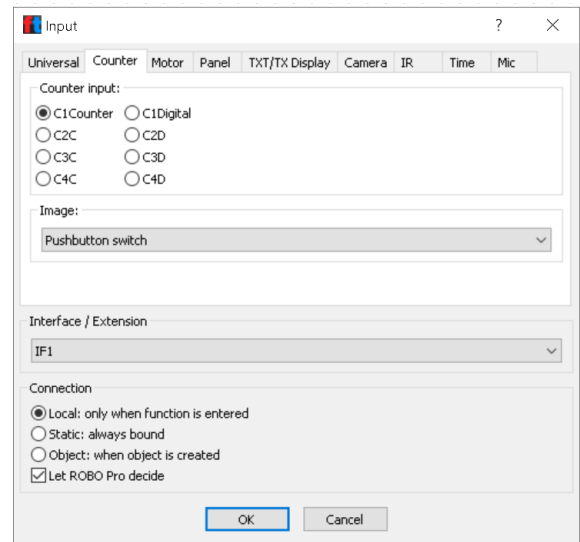 Input ?
Universal Counter Motor Panel TXT/TX Display Camera IR Time Mic
Counter input:
C1Counter C1Digital
C2C C2D
C3C C3D
C4C C4D
Image:
Pushbutton switch
Interface / Extension
IF1
Connection
Local: only when function is entered
Static: always bound
Object: when object is created
Let ROBO Pro decide
OK Cancel